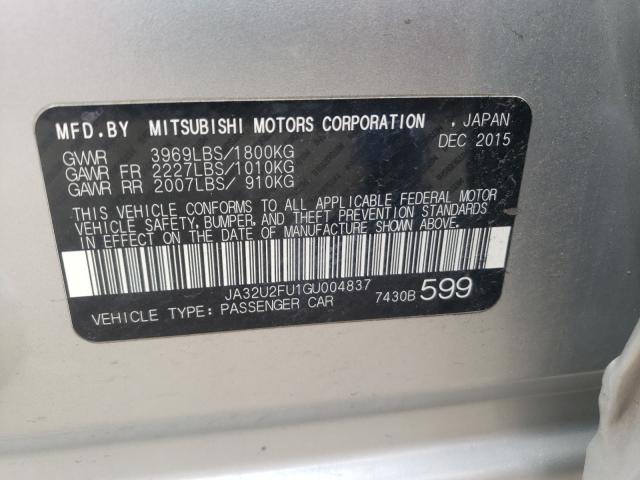 MFD.BY MITSUBISHI MOTORS CORPORATION , JAPAN
DEC 2015
GVWR 3969LBS/1800KG
GAWR FR 2227LBS/1010KG
GAWR RR 2007LBS/ 910KG
THIS VEHICLE CONFORMS TO ALL APPLICABLE FEDERAL MOTOR
VEHICLE SAFETY, BUMPER, AND THEFT PREVENTION STANDARDS
IN EFFECT ON THE DATE OF MANUFACTURE SHOWN ABOVE.
JA32U2FU1GU004837
VEHICLE TYPE: PASSENGER CAR 7430B 599